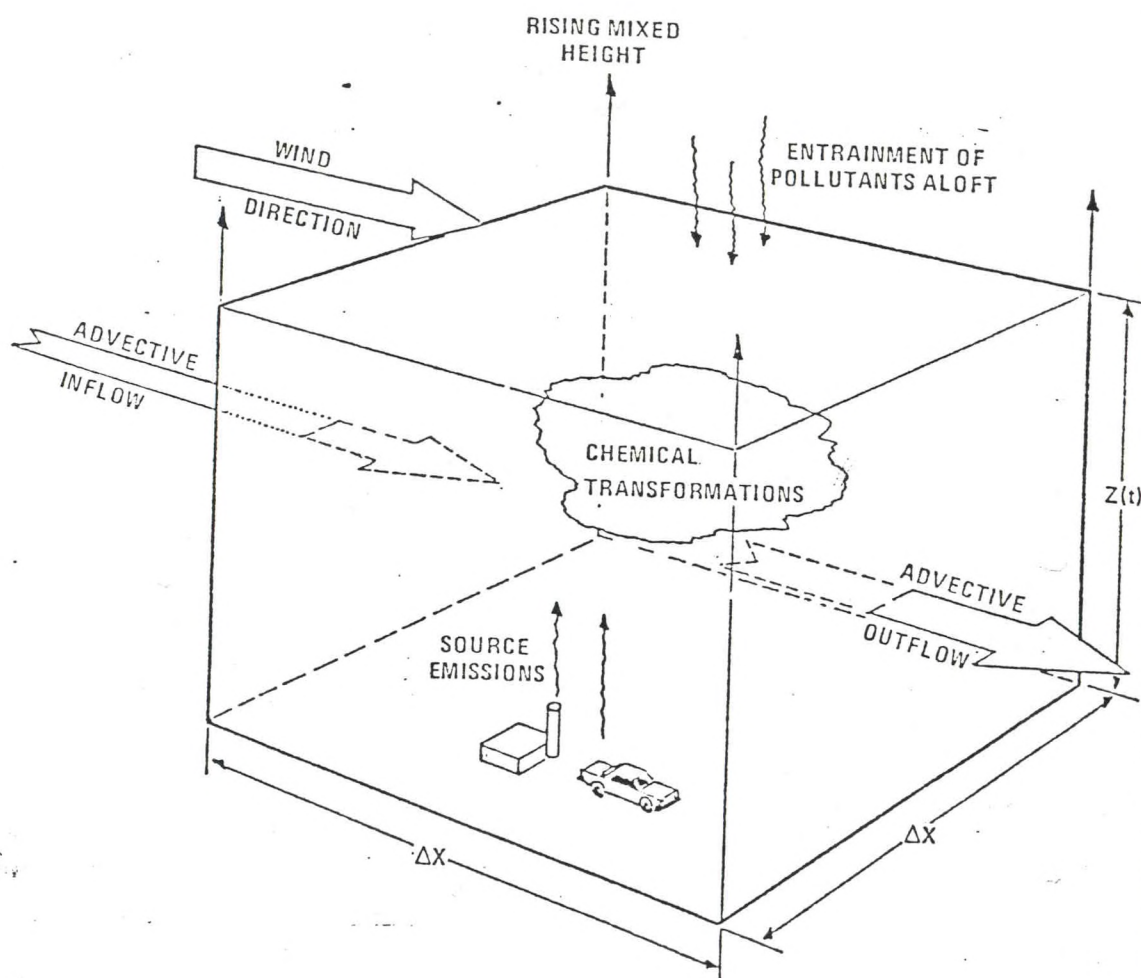 RISING MIXED
HEIGHT
WIND
DIRECTION
ENTRAINMENT OF
POLLUTANTS ALOFT
ADVECTIVE
INFLOW
CHEMICAL
TRANSFORMATIONS
Z(t)
ADVECTIVE
OUTFLOW
SOURCE
EMISSIONS
ΔX
ΔX